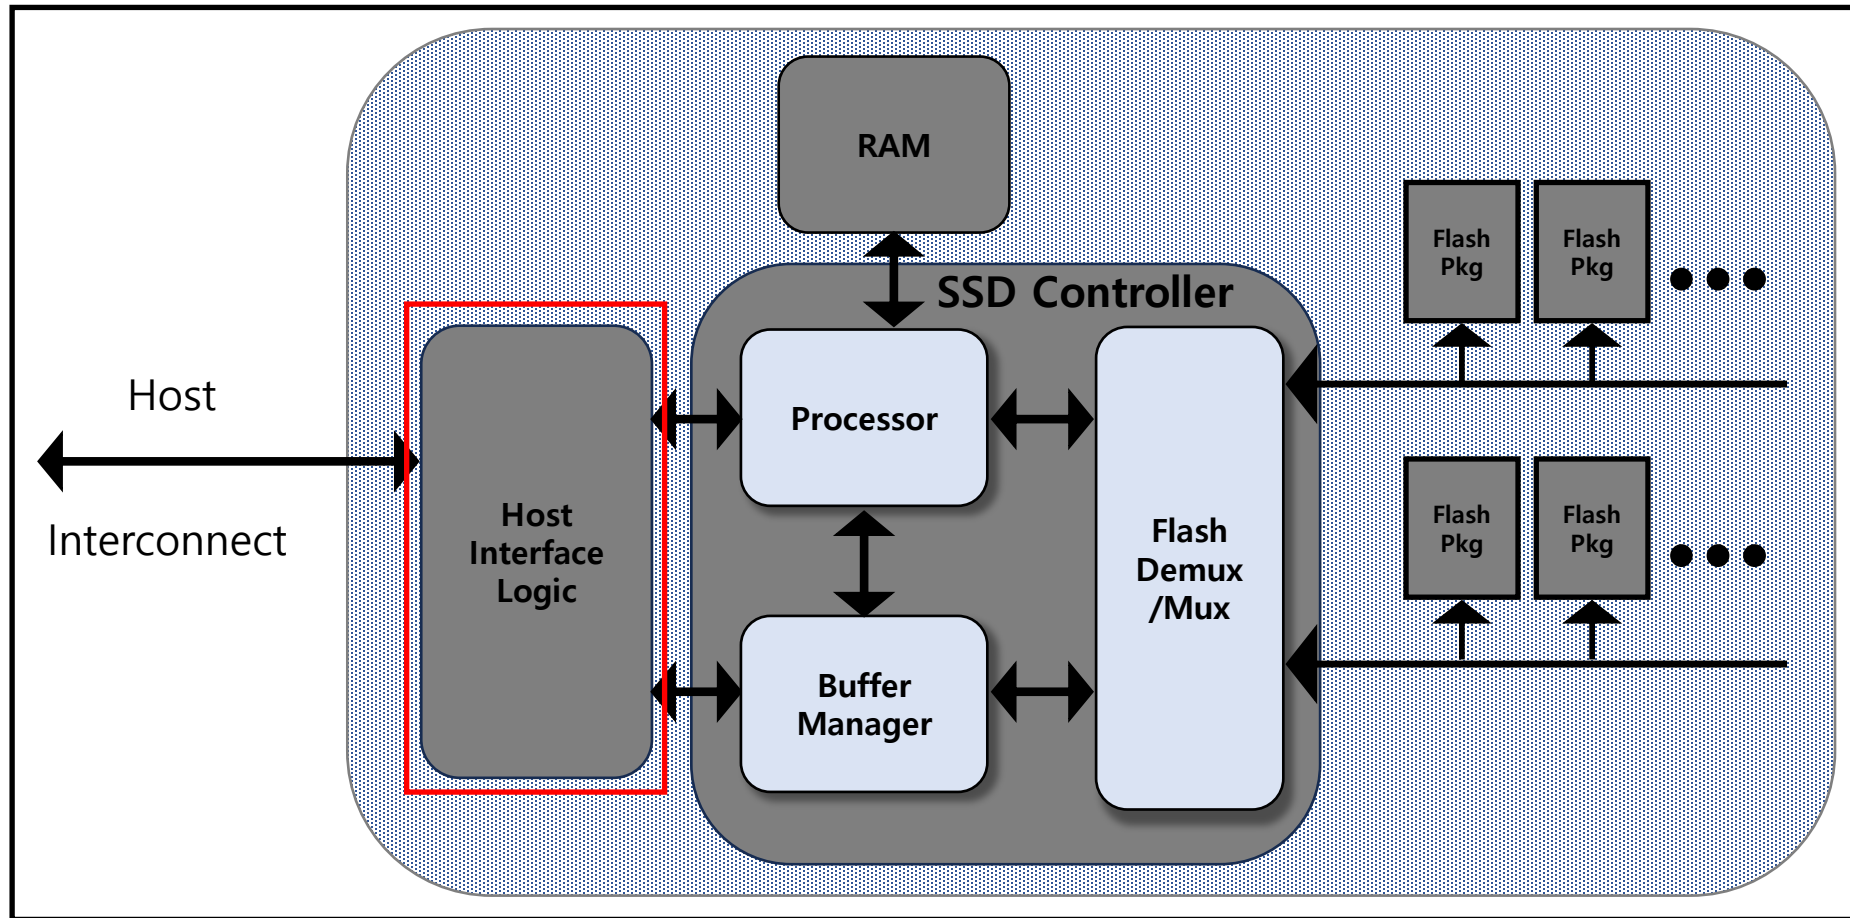 RAM
SSD Controller
Host
Interconnect
Host
Interface
Logic
Processor
Buffer
Manager
Flash
Demux
/Mux
Flash
Pkg
Flash
Pkg
Flash
Pkg
Flash
Pkg